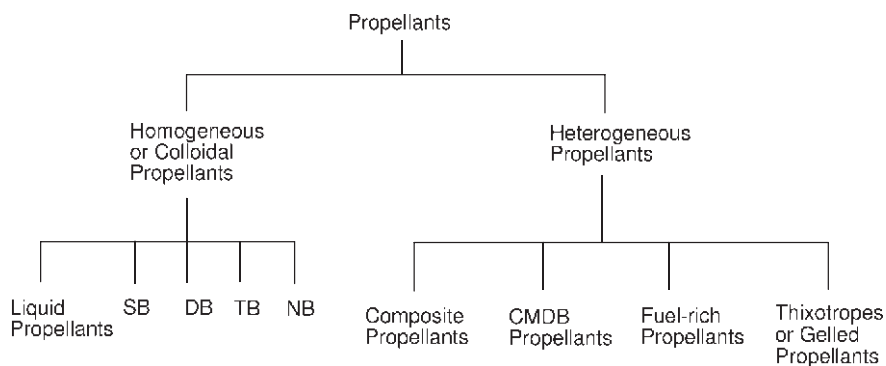 Propellants
Homogeneous
or Colloidal
Propellants
Heterogeneous
Propellants
Liquid
Propellants
SB
DB
TB
NB
Composite
Propellants
CMDB
Propellants
Fuel-rich
Propellants
Thixotropes
or Gelled
Propellants